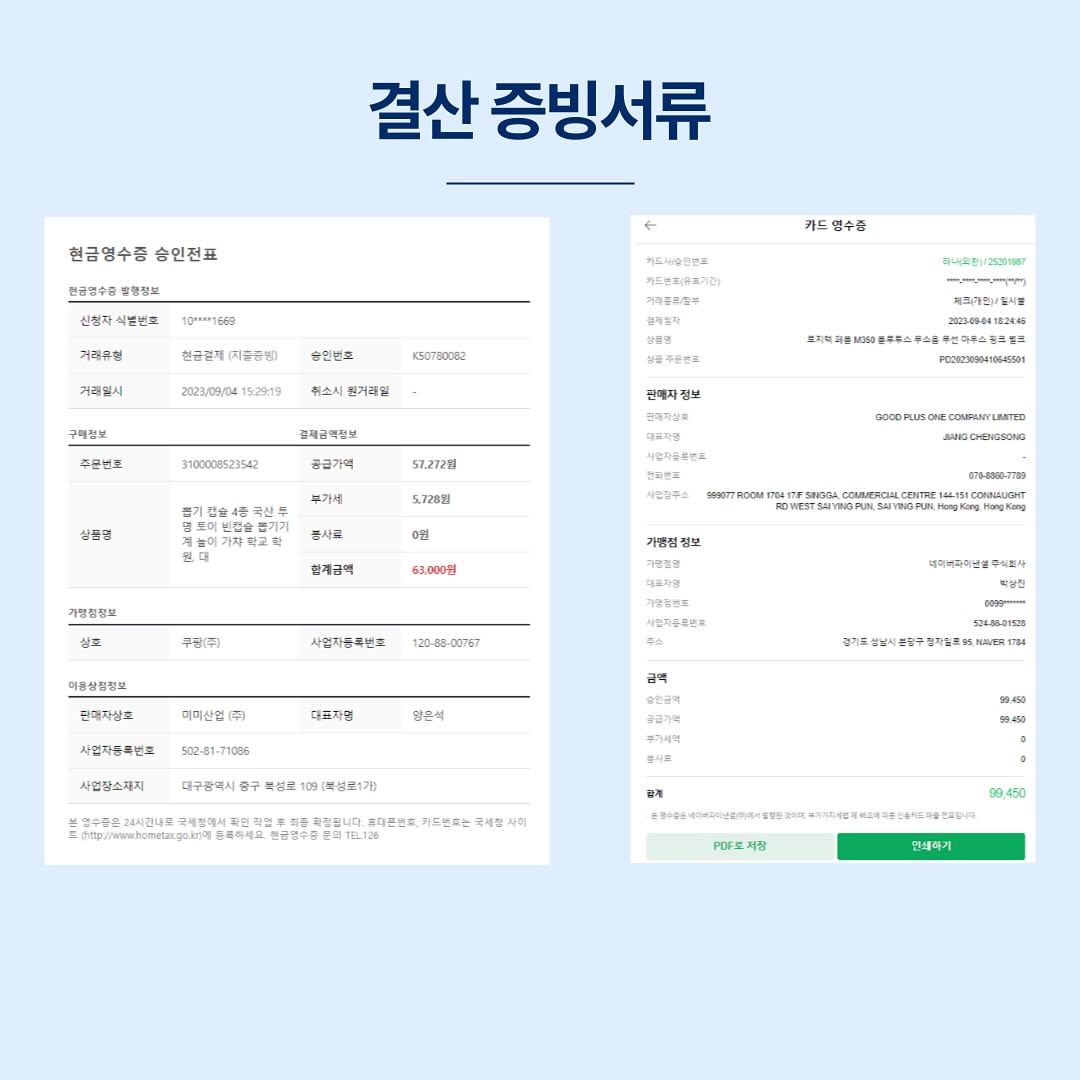 결산 증빙서류
현금영수증 승인전표
현금영수증 발행정보
신청자 식별번호 10****1669
거래유형 현금결제 (지출증빙) 승인번호 K50780082
거래일시 2023/09/04 15:29:19 취소시 원거래일 -
구매정보 결제금액정보
주문번호 3100008523542 공급가액 57,272원
부가세 5,728원
상품명 뽑기 캡슐 4종 국산 투
명 토이 빈캡슐 뽑기기
계 놀이 가챠 학교 학
원, 대
봉사료 0원
합계금액 63,000원
가맹점정보
상호 쿠팡(주) 사업자등록번호 120-88-00767
이용상점정보
판매자상호 미미산업 (주) 대표자명 양은석
사업자등록번호 502-81-71086
사업장소재지 대구광역시 중구 북성로 109 (북성로1가)
본 영수증은 24시간내로 국세청에서 확인 작업 후 최종 확정됩니다. 휴대폰번호, 카드번호는 국세청 사이
트 (http://www.hometax.go.kr)에 등록하세요. 현금영수증 문의 TEL.126
← 카드 영수증
카드사/승인번호 하나(외환) / 25201987
카드번호(유효기간) ****-****-****-****(**/**)
거래종류/할부 체크(개인) / 일시불
결제일자 2023-09-04 18:24:46
상품명 로지텍 페블 M350 블루투스 무소음 무선 마우스 핑크 벌크
상품 주문번호 PD2023090410645501
판매자 정보
판매자상호 GOOD PLUS ONE COMPANY LIMITED
대표자명 JIANG CHENGSONG
사업자등록번호 -
전화번호 070-8860-7789
사업장주소 999077 ROOM 1704 17/F SINGGA, COMMERCIAL CENTRE 144-151 CONNAUGHT
RD WEST SAI YING PUN, SAI YING PUN, Hong Kong, Hong Kong
가맹점 정보
가맹점명 네이버파이낸셜 주식회사
대표자명 박상진
가맹점번호 0099*******
사업자등록번호 524-86-01528
주소 경기도 성남시 분당구 정자일로 95, NAVER 1784
금액
승인금액 99,450
공급가액 99,450
부가세액 0
봉사료 0
합계 99,450
· 본 영수증은 네이버파이낸셜(주)에서 발행한 것이며, 부가가치세법 제 46조에 따른 신용카드 매출 전표입니다.
PDF로 저장 인쇄하기